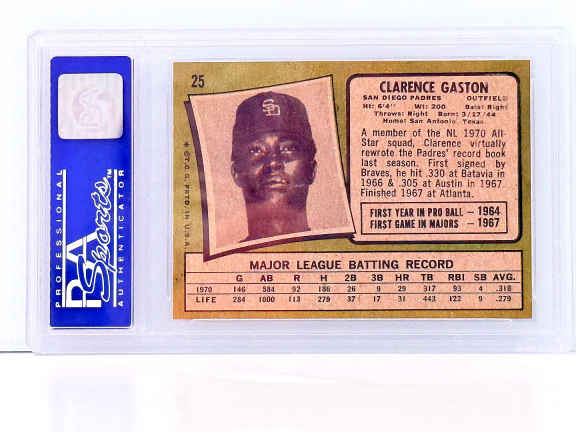 PROFESSIONAL
PSA
Sports™
AUTHENTICATOR
25
SD
©T.C.G. PRTD. IN U.S.A.
CLARENCE GASTON
SAN DIEGO PADRES OUTFIELD
Ht: 6'4" Wt: 200 Bats: Right
Throws: Right Born: 3/17/44
Home: San Antonio, Texas
A member of the NL 1970 All-
Star squad, Clarence virtually
rewrote the Padres' record book
last season. First signed by
Braves, he hit .330 at Batavia in
1966 & .305 at Austin in 1967.
Finished 1967 at Atlanta.
FIRST YEAR IN PRO BALL — 1964
FIRST GAME IN MAJORS — 1967
MAJOR LEAGUE BATTING RECORD
G AB R H 2B 3B HR TB RBI SB AVG.
1970 146 584 92 186 26 9 29 317 93 4 .318
LIFE 284 1000 113 279 37 17 31 443 122 9 .279